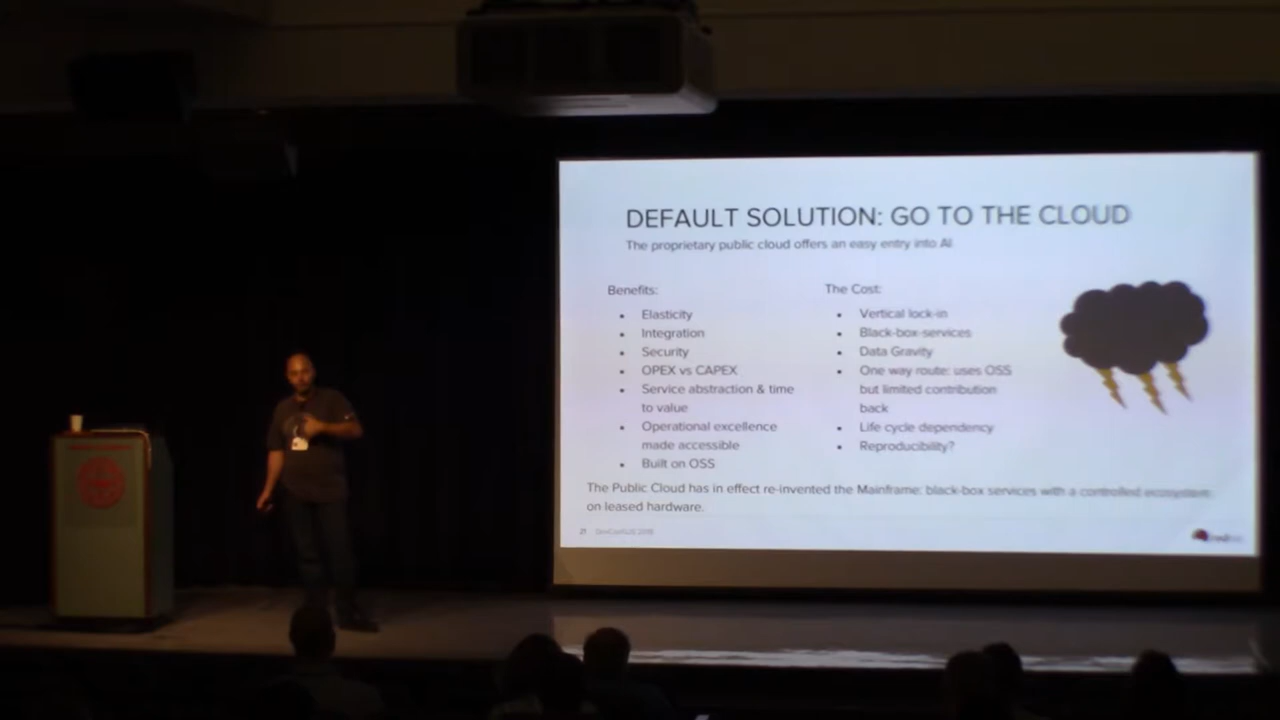 DEFAULT SOLUTION: GO TO THE CLOUD
The proprietary public cloud offers an easy entry into AI
Benefits:
• Elasticity
• Integration
• Security
• OPEX vs CAPEX
• Service abstraction & time
to value
• Operational excellence
made accessible
• Built on OSS
The Cost:
• Vertical lock-in
• Black-box-services
• Data Gravity
• One way route: uses OSS
but limited contribution
back
• Life cycle dependency
• Reproducibility?
The Public Cloud has in effect re-invented the Mainframe: black-box services with a controlled ecosystem
on leased hardware.
21